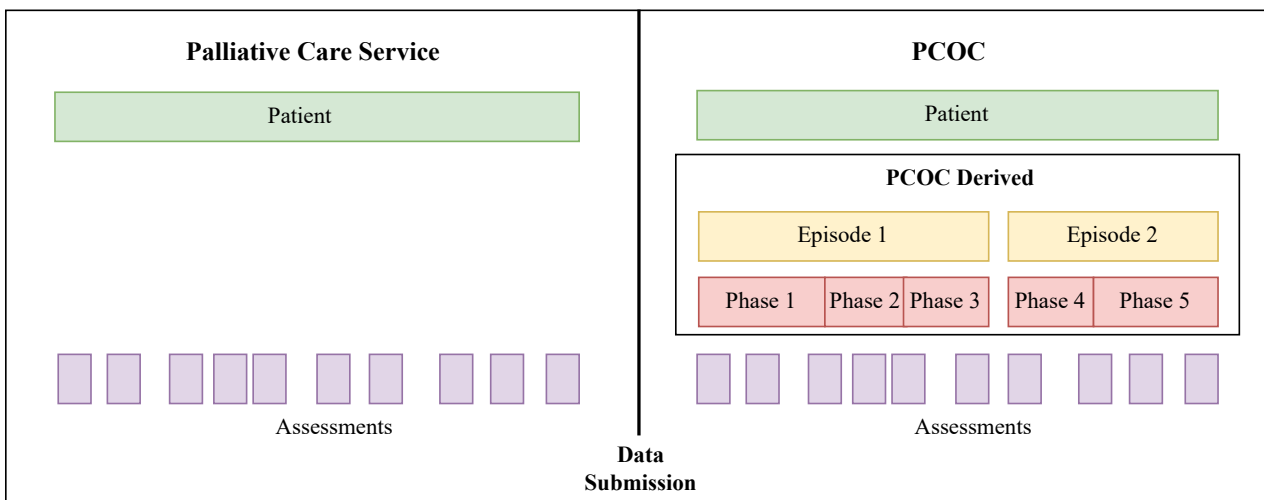 Palliative Care Service
Patient
Assessments
PCOC
Patient
PCOC Derived
Episode 1
Episode 2
Phase 1
Phase 2
Phase 3
Phase 4
Phase 5
Assessments
Data
Submission